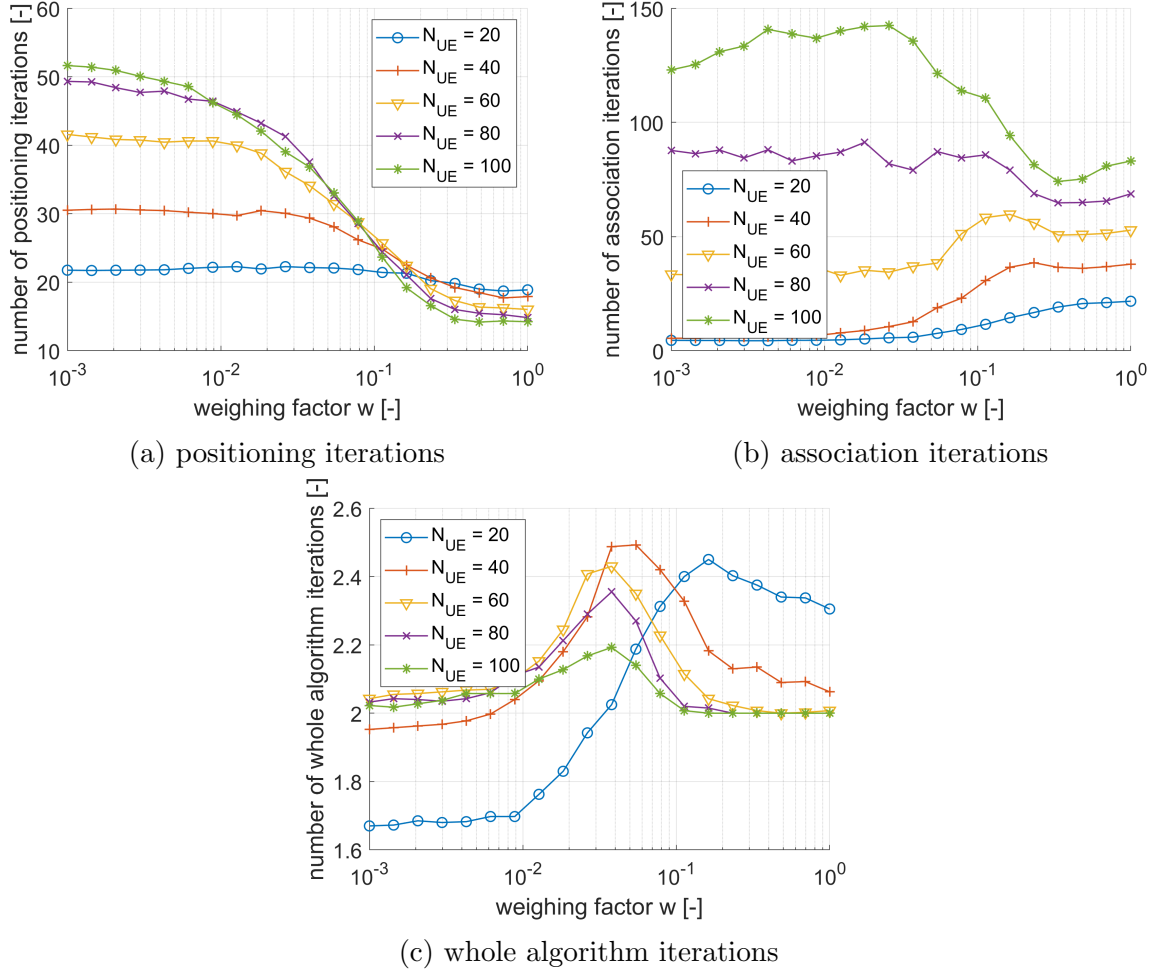 number of positioning iterations [-]
60
50
40
30
20
10
N_UE = 20
N_UE = 40
N_UE = 60
N_UE = 80
N_UE = 100
10^-3
10^-2
10^-1
10^0
weighing factor w [-]
(a) positioning iterations
number of association iterations [-]
150
100
50
0
N_UE = 20
N_UE = 40
N_UE = 60
N_UE = 80
N_UE = 100
10^-3
10^-2
10^-1
10^0
weighing factor w [-]
(b) association iterations
number of whole algorithm iterations [-]
2.6
2.4
2.2
2
1.8
1.6
N_UE = 20
N_UE = 40
N_UE = 60
N_UE = 80
N_UE = 100
10^-3
10^-2
10^-1
10^0
weighing factor w [-]
(c) whole algorithm iterations